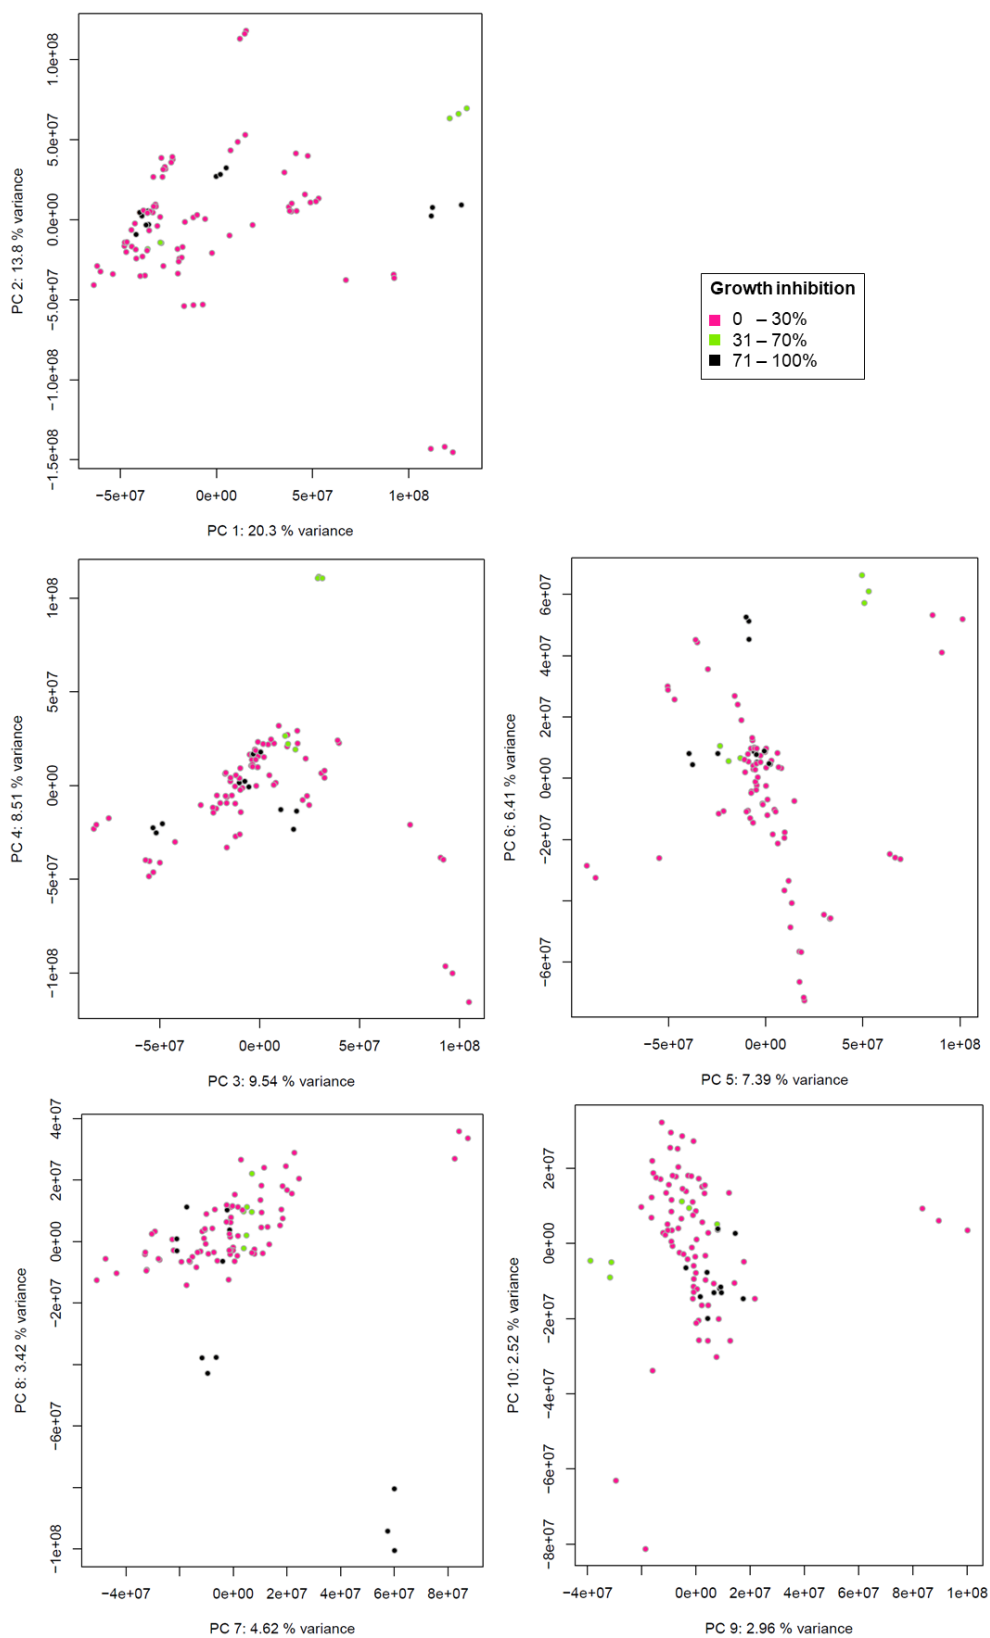 1.0e+08
5.0e+07
0.0e+00
−5.0e+07
−1.0e+08
−1.5e+08
PC 2: 13.8 % variance
−5e+07 0e+00 5e+07 1e+08
PC 1: 20.3 % variance
Growth inhibition
0 – 30%
31 – 70%
71 – 100%
1e+08
5e+07
0e+00
−5e+07
−1e+08
PC 4: 8.51 % variance
−5e+07 0e+00 5e+07 1e+08
PC 3: 9.54 % variance
6e+07
4e+07
2e+07
0e+00
−2e+07
−6e+07
PC 6: 6.41 % variance
−5e+07 0e+00 5e+07 1e+08
PC 5: 7.39 % variance
4e+07
2e+07
0e+00
−2e+07
−6e+07
−1e+08
PC 8: 3.42 % variance
−4e+07 0e+00 2e+07 4e+07 6e+07 8e+07
PC 7: 4.62 % variance
2e+07
0e+00
−2e+07
−4e+07
−6e+07
−8e+07
PC 10: 2.52 % variance
−4e+07 0e+00 2e+07 4e+07 6e+07 8e+07 1e+08
PC 9: 2.96 % variance